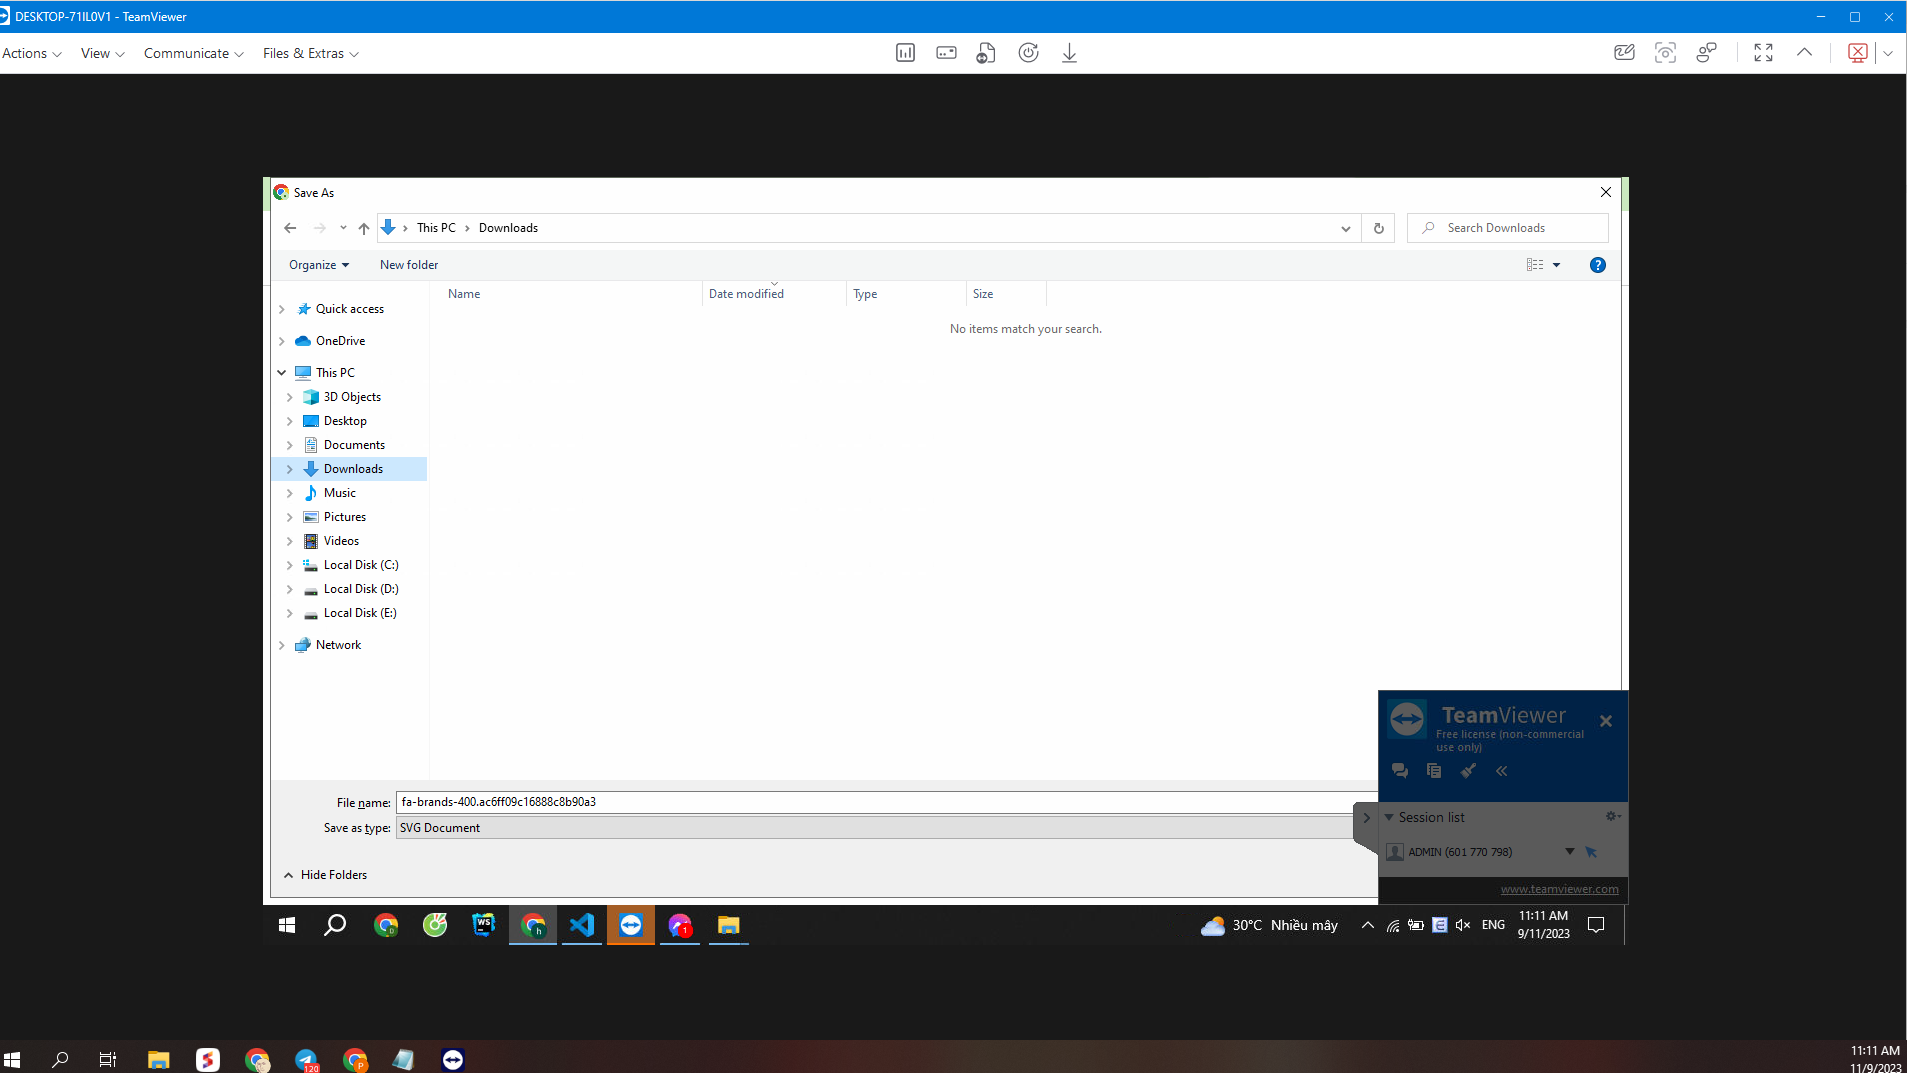 DESKTOP-71IL0V1 - TeamViewer
Actions View Communicate Files & Extras
Save As
This PC Downloads
Search Downloads
Organize New folder
Name Date modified Type Size
No items match your search.
Quick access
OneDrive
This PC
3D Objects
Desktop
Documents
Downloads
Music
Pictures
Videos
Local Disk (C:)
Local Disk (D:)
Local Disk (E:)
Network
TeamViewer
Free license (non-commercial
use only)
File name: fa-brands-400.ac6ff09c16888c8b90a3
Save as type: SVG Document
Session list
ADMIN (601 770 798)
Hide Folders
www.teamviewer.com
30°C Nhiều mây
ENG
11:11 AM
9/11/2023
120
11:11 AM
11/9/2023